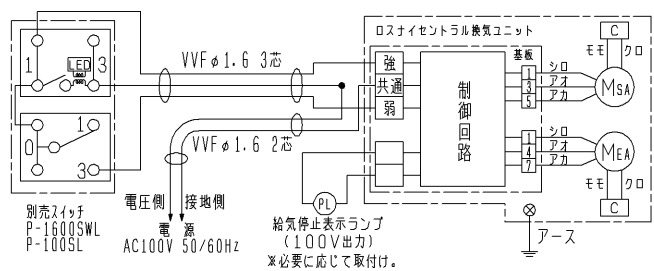 ロスナイセントラル換気ユニット
C
モモ クロ
基板
VVFφ1.6 3芯
LED
1
3
強
共通
弱
制御回路
1 シロ
3 アオ
5 アカ
MSA
1
0
3
VVFφ1.6 2芯
1 シロ
4 アオ
7 アカ
MEA
モモ クロ
C
電圧側 接地側
PL
別売スイッチ
P-1600SWL
P-100SL
電 源
AC100V 50/60Hz
給気停止表示ランプ
(100V出力)
※必要に応じて取付け。
アース